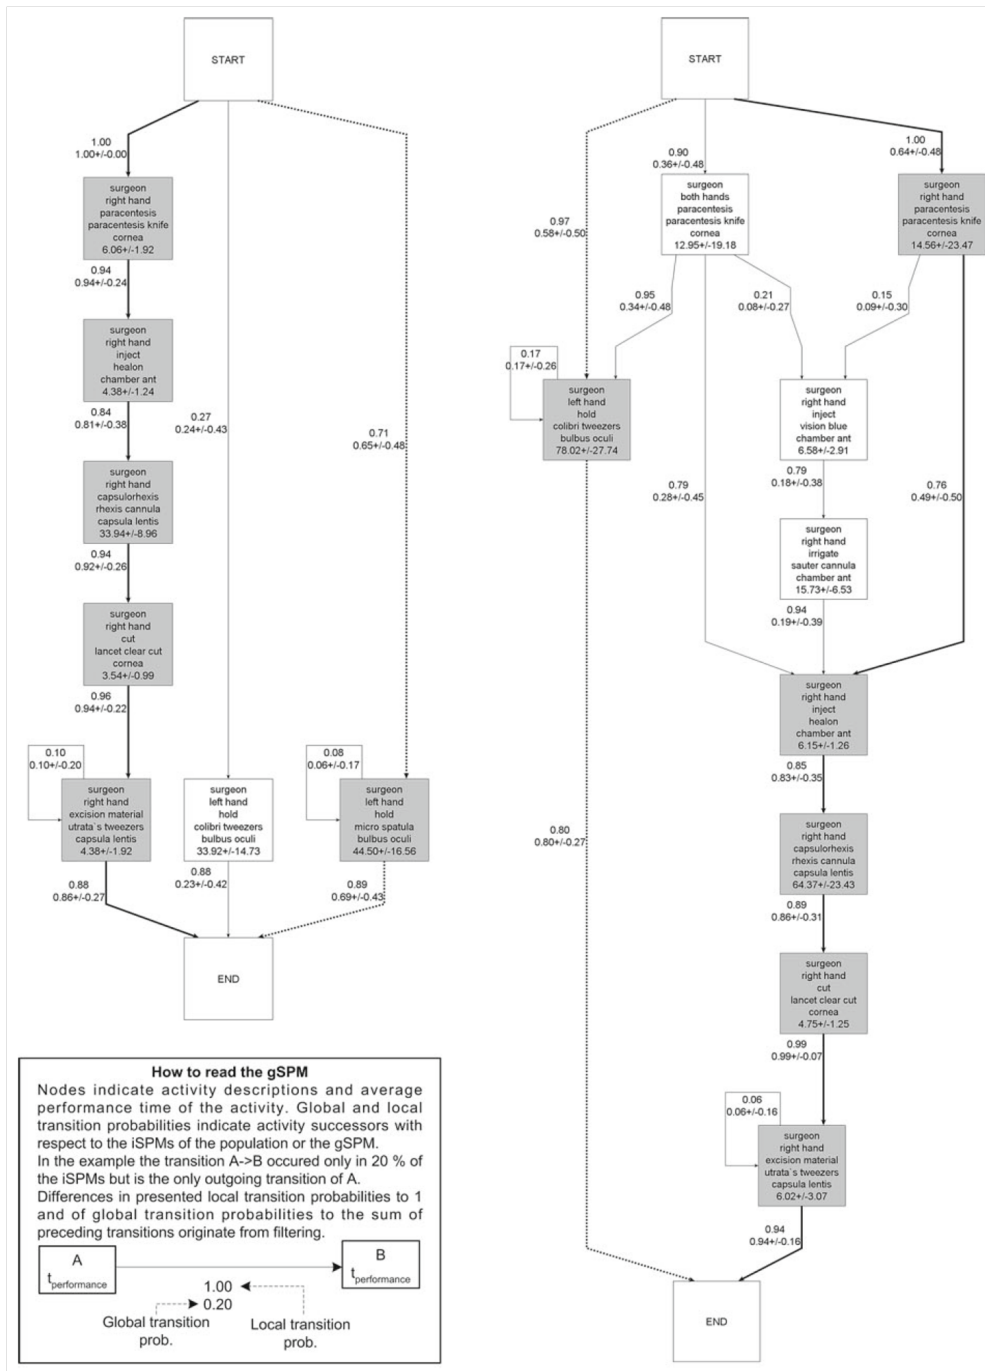 START
1.00
1.00+/-0.00
surgeon
right hand
paracentesis
paracentesis knife
cornea
6.06+/-1.92
0.94
0.94+/-0.24
surgeon
right hand
inject
healon
chamber ant
4.38+/-1.24
0.84
0.81+/-0.38
0.27
0.24+/-0.43
0.71
0.65+/-0.48
surgeon
right hand
capsulorhexis
rhexis cannula
capsula lentis
33.94+/-8.96
0.94
0.92+/-0.26
surgeon
right hand
cut
lancet clear cut
cornea
3.54+/-0.99
0.96
0.94+/-0.22
0.10
0.10+/-0.20
surgeon
right hand
excision material
utrata`s tweezers
capsula lentis
4.38+/-1.92
surgeon
left hand
hold
colibri tweezers
bulbus oculi
33.92+/-14.73
0.08
0.06+/-0.17
surgeon
left hand
hold
micro spatula
bulbus oculi
44.50+/-16.56
0.88
0.86+/-0.27
0.88
0.23+/-0.42
0.89
0.69+/-0.43
END
How to read the gSPM
Nodes indicate activity descriptions and average
performance time of the activity. Global and local
transition probabilities indicate activity successors with
respect to the iSPMs of the population or the gSPM.
In the example the transition A->B occured only in 20 % of
the iSPMs but is the only outgoing transition of A.
Differences in presented local transition probabilities to 1
and of global transition probabilities to the sum of
preceding transitions originate from filtering.
A
tperformance
B
tperformance
1.00
0.20
Global transition
prob.
Local transition
prob.
START
0.97
0.58+/-0.50
0.90
0.36+/-0.48
1.00
0.64+/-0.48
surgeon
both hands
paracentesis
paracentesis knife
cornea
12.95+/-19.18
surgeon
right hand
paracentesis
paracentesis knife
cornea
14.56+/-23.47
0.95
0.34+/-0.48
0.21
0.08+/-0.27
0.15
0.09+/-0.30
0.17
0.17+/-0.26
surgeon
left hand
hold
colibri tweezers
bulbus oculi
78.02+/-27.74
surgeon
right hand
inject
vision blue
chamber ant
6.58+/-2.91
0.79
0.28+/-0.45
0.79
0.18+/-0.38
0.76
0.49+/-0.50
surgeon
right hand
irrigate
sauter cannula
chamber ant
15.73+/-6.53
0.94
0.19+/-0.39
surgeon
right hand
inject
healon
chamber ant
6.15+/-1.26
0.85
0.83+/-0.35
0.80
0.80+/-0.27
surgeon
right hand
capsulorhexis
rhexis cannula
capsula lentis
64.37+/-23.43
0.89
0.86+/-0.31
surgeon
right hand
cut
lancet clear cut
cornea
4.75+/-1.25
0.99
0.99+/-0.07
0.06
0.06+/-0.16
surgeon
right hand
excision material
utrata`s tweezers
capsula lentis
6.02+/-3.07
0.94
0.94+/-0.16
END